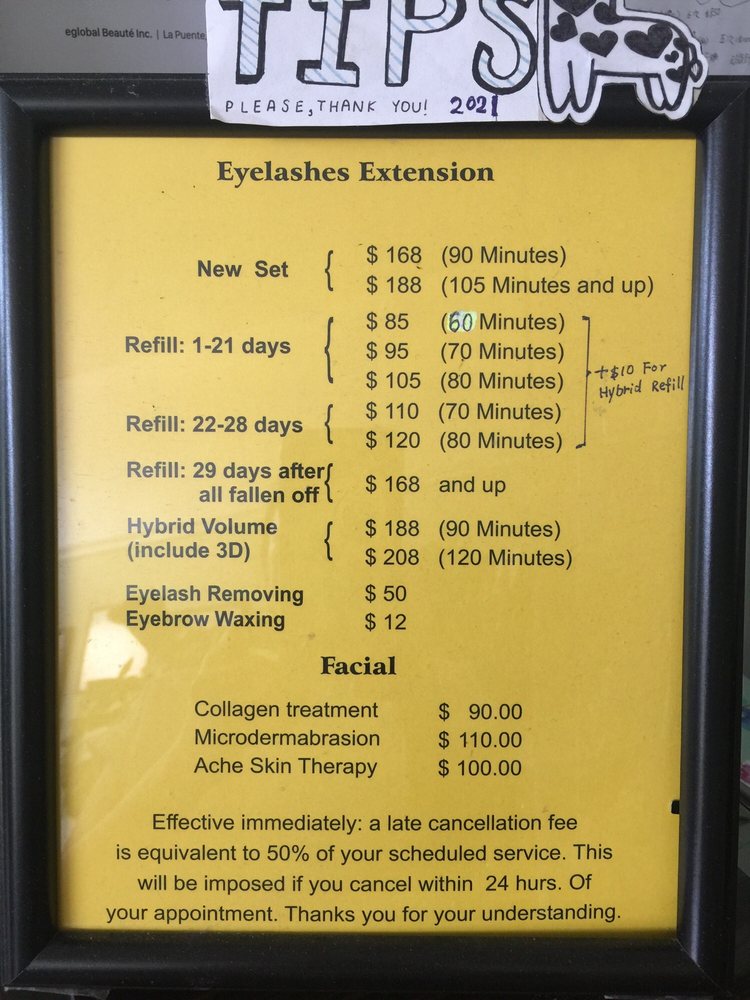 eglobal Beauté Inc. | La Puente,
TIPS
PLEASE, THANK YOU! 2021
Eyelashes Extension
New Set
$ 168 (90 Minutes)
$ 188 (105 Minutes and up)
Refill: 1-21 days
$ 85 (60 Minutes)
$ 95 (70 Minutes)
$ 105 (80 Minutes)
Refill: 22-28 days
$ 110 (70 Minutes)
$ 120 (80 Minutes)
+$10 For
Hybrid Refill
Refill: 29 days after
all fallen off
$ 168 and up
Hybrid Volume
(include 3D)
$ 188 (90 Minutes)
$ 208 (120 Minutes)
Eyelash Removing $ 50
Eyebrow Waxing $ 12
Facial
Collagen treatment $ 90.00
Microdermabrasion $ 110.00
Ache Skin Therapy $ 100.00
Effective immediately: a late cancellation fee
is equivalent to 50% of your scheduled service. This
will be imposed if you cancel within 24 hurs. Of
your appointment. Thanks you for your understanding.